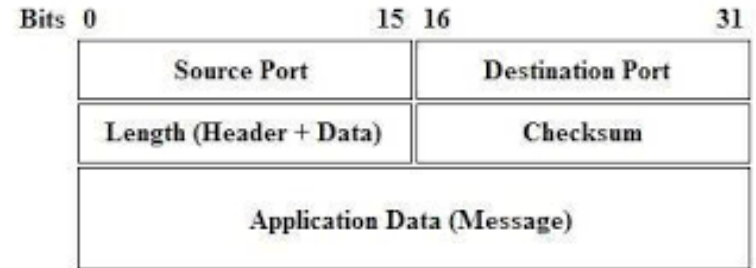 Bits 0 15 16 31
Source Port Destination Port
Length (Header + Data) Checksum
Application Data (Message)